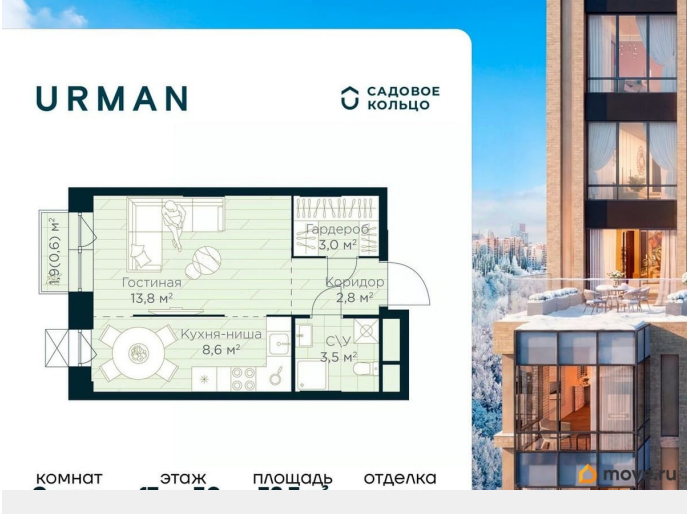 URMAN
САДОВОЕ
КОЛЬЦО
Гардероб
3,0 м²
1,9(0,6) м²
Гостиная
13,8 м²
Коридор
2,8 м²
Кухня-ниша
8,6 м²
С\У
3,5 м²
комнат этаж площадь отделка
move.ru